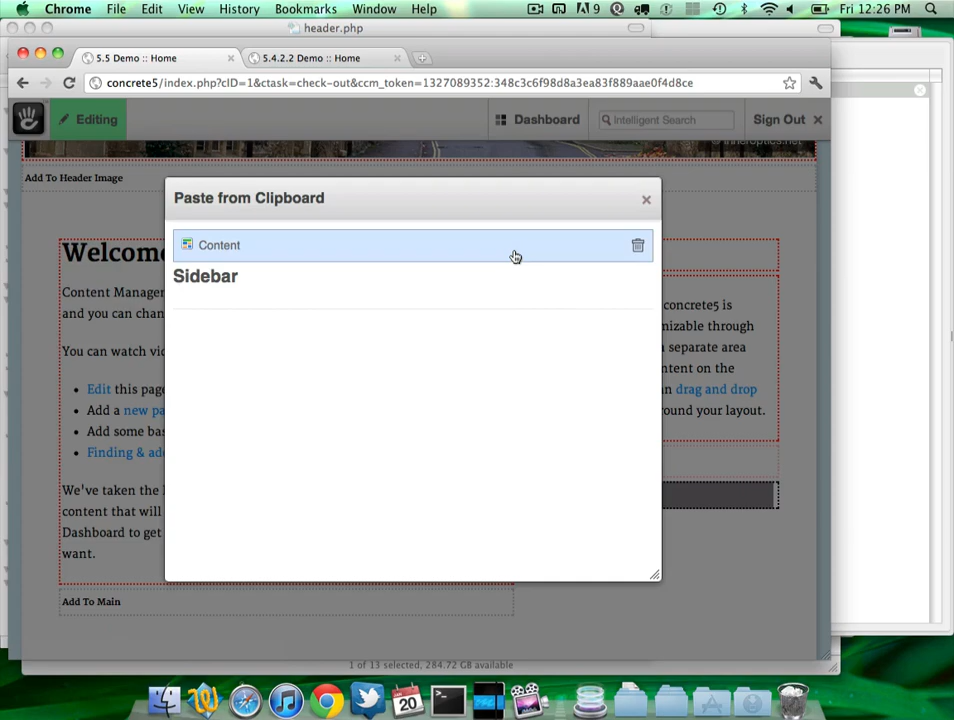 Chrome File Edit View History Bookmarks Window Help
9
Fri 12:26 PM
header.php
5.5 Demo :: Home
5.4.2.2 Demo :: Home
concrete5/index.php?cID=1&ctask=check-out&ccm_token=1327089352:348c3c6f98d8a3ea83f889aae0f4d8ce
Editing
Dashboard
Intelligent Search
Sign Out
Add To Header Image
Paste from Clipboard
Content
Sidebar
Welcome
Content Manager
and you can chan
You can watch vid
Edit this page
Add a new pa
Add some bas
Finding & add
We've taken the
content that will
Dashboard to get
want.
Add To Main
concrete5 is
nizable through
separate area
ntent on the
n drag and drop
round your layout.
1 of 13 selected, 284.72 GB available
20